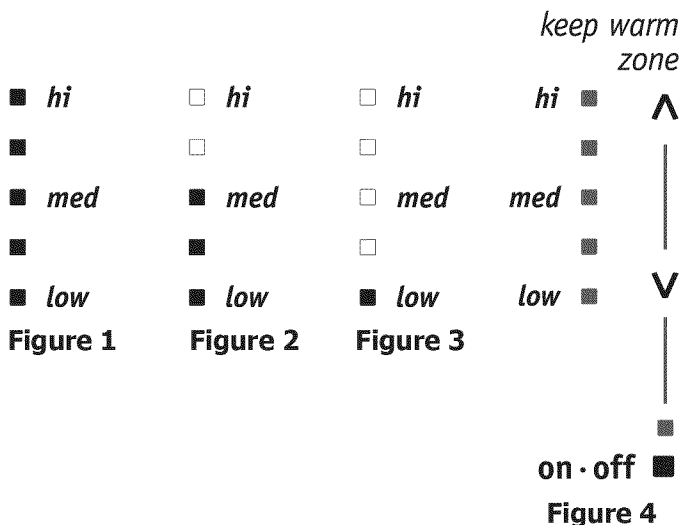 keep warm
zone
hi
hi
hi
hi
med
med
med
med
low
low
low
low
Figure 1
Figure 2
Figure 3
on · off
Figure 4